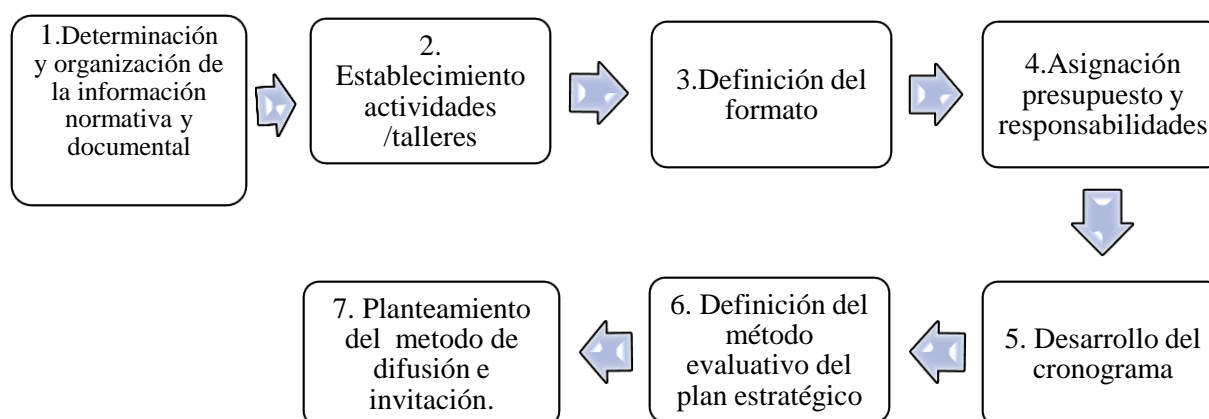 1.Determinación
y organización de
la información
normativa y
documental
2.
Establecimiento
actividades
/talleres
3.Definición del
formato
4.Asignación
presupuesto y
responsabilidades
5. Desarrollo del
cronograma
6. Definición del
método
evaluativo del
plan estratégico
7. Planteamiento
del metodo de
difusión e
invitación.